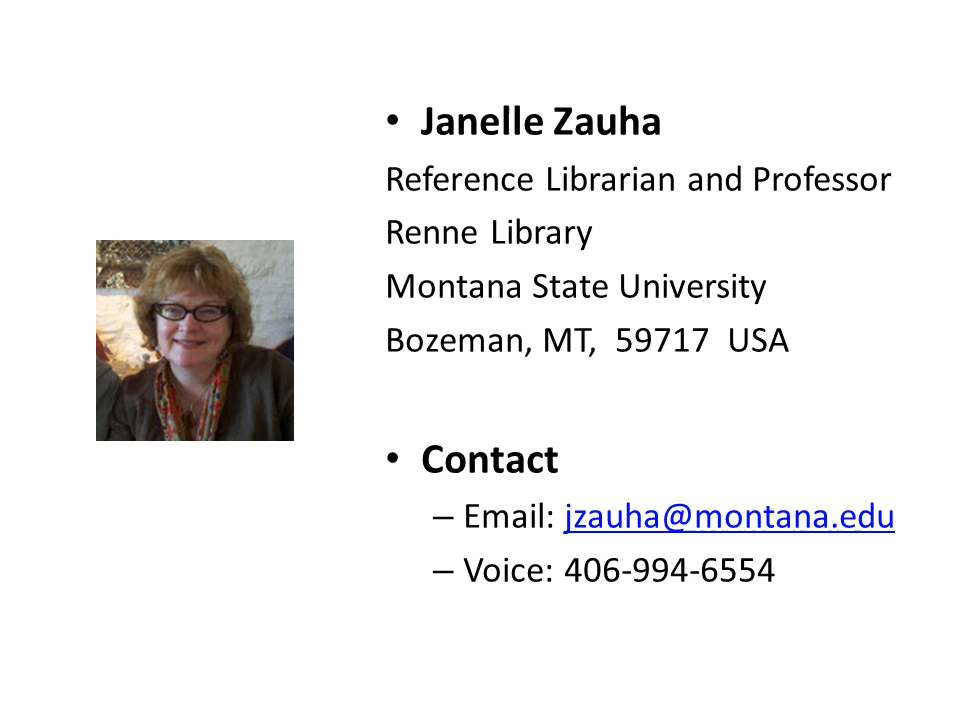 • Janelle Zauha
Reference Librarian and Professor
Renne Library
Montana State University
Bozeman, MT,  59717  USA
• Contact
– Email: jzauha@montana.edu
– Voice: 406-994-6554